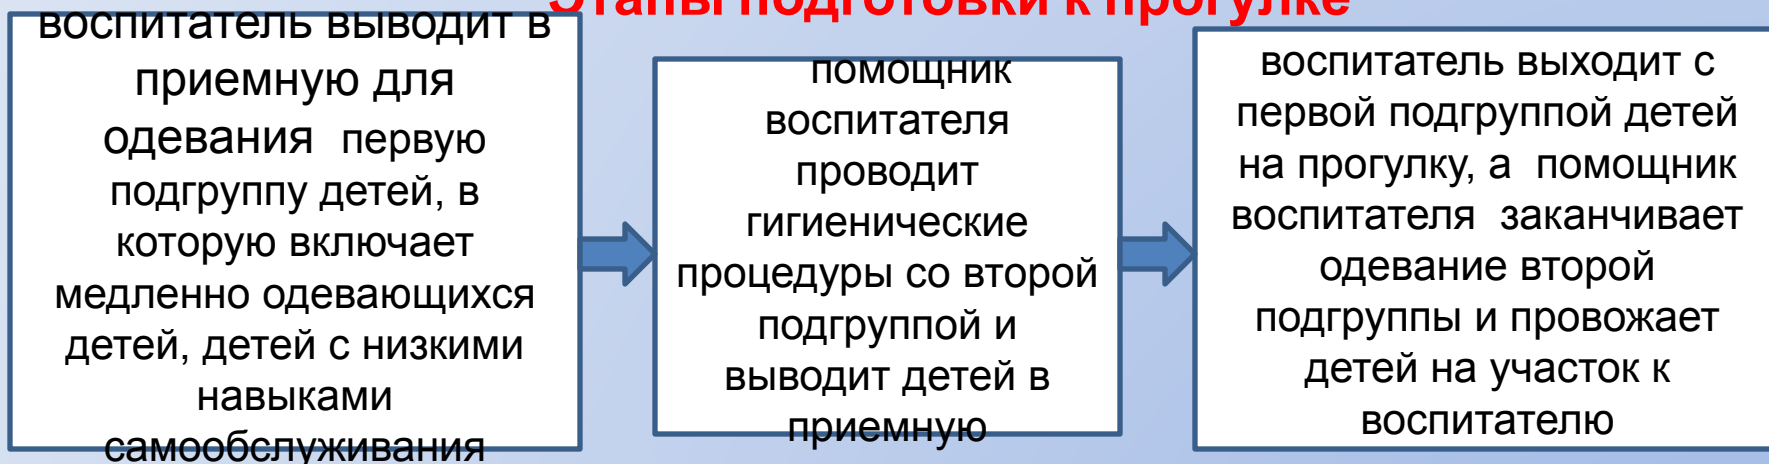 Этапы подготовки к прогулке
воспитатель выводит в
приемную для
одевания первую
подгруппу детей, в
которую включает
медленно одевающихся
детей, детей с низкими
навыками
самообслуживания
помощник
воспитателя
проводит
гигиенические
процедуры со второй
подгруппой и
выводит детей в
приемную
воспитатель выходит с
первой подгруппой детей
на прогулку, а помощник
воспитателя заканчивает
одевание второй
подгруппы и провожает
детей на участок к
воспитателю